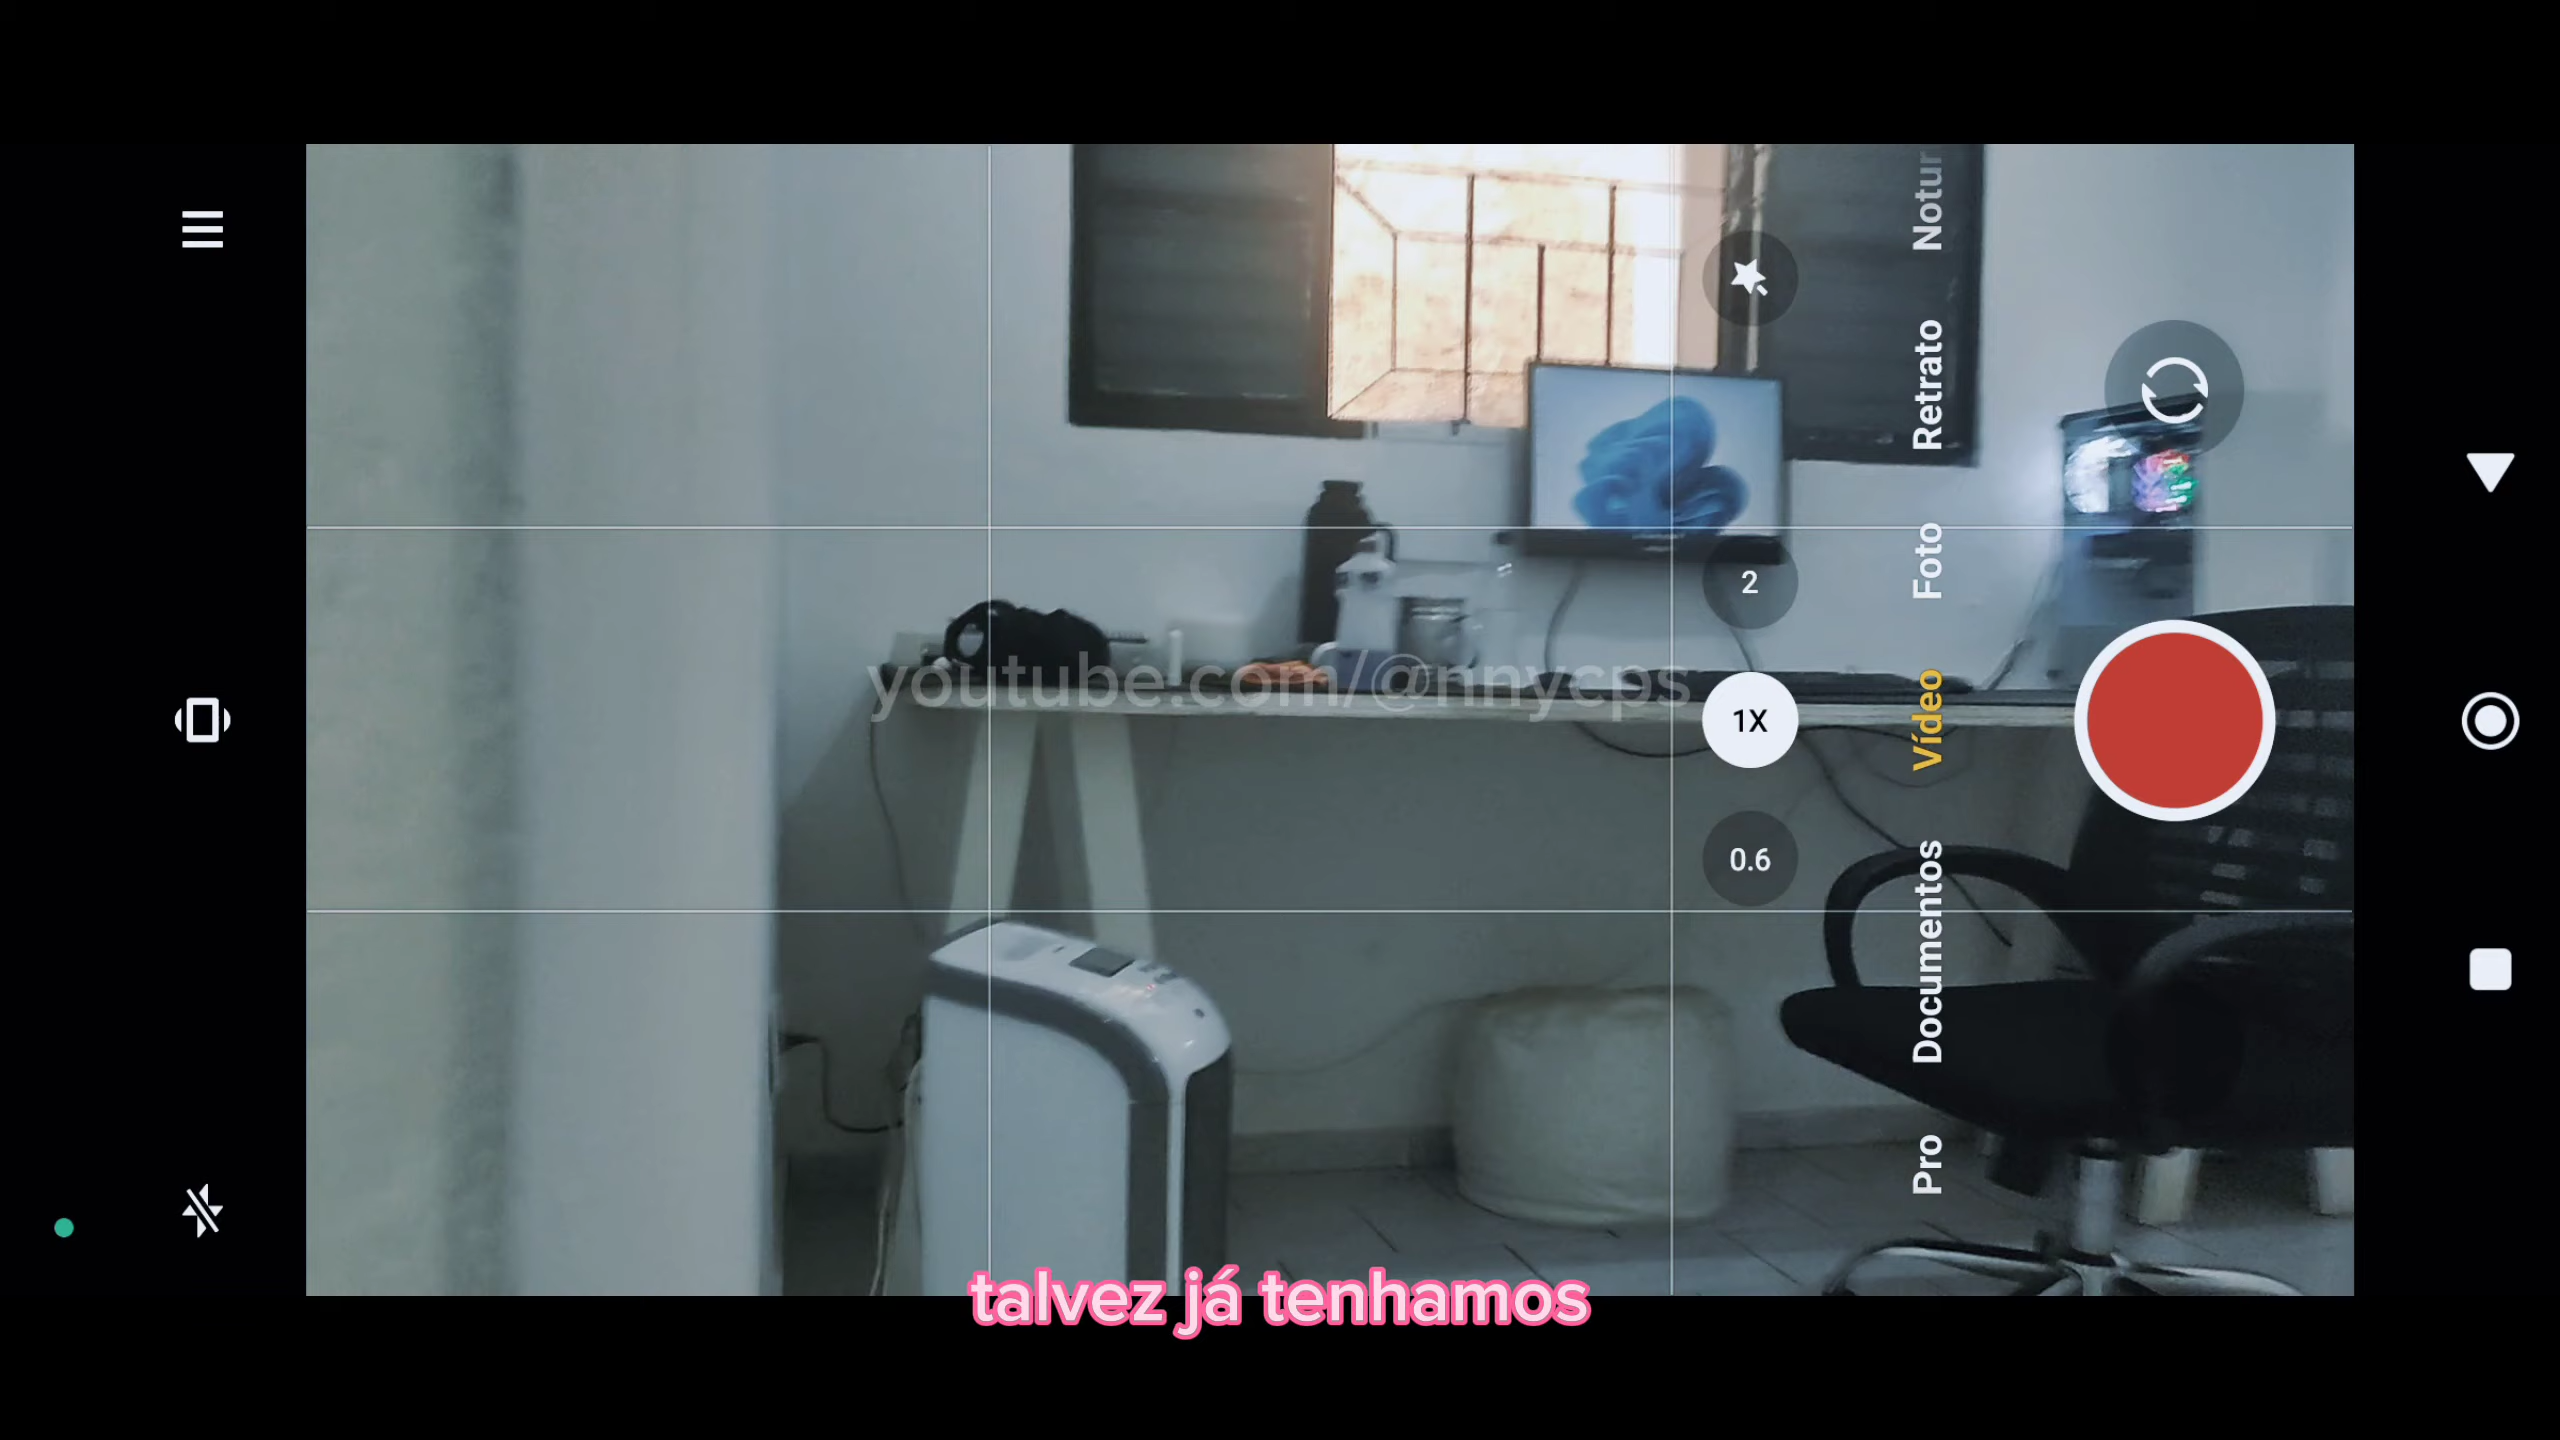 Notur
Retrato
Foto
Vídeo
Documentos
Pro
2
1X
0.6
youtube.com/@nnycps
talvez já tenhamos